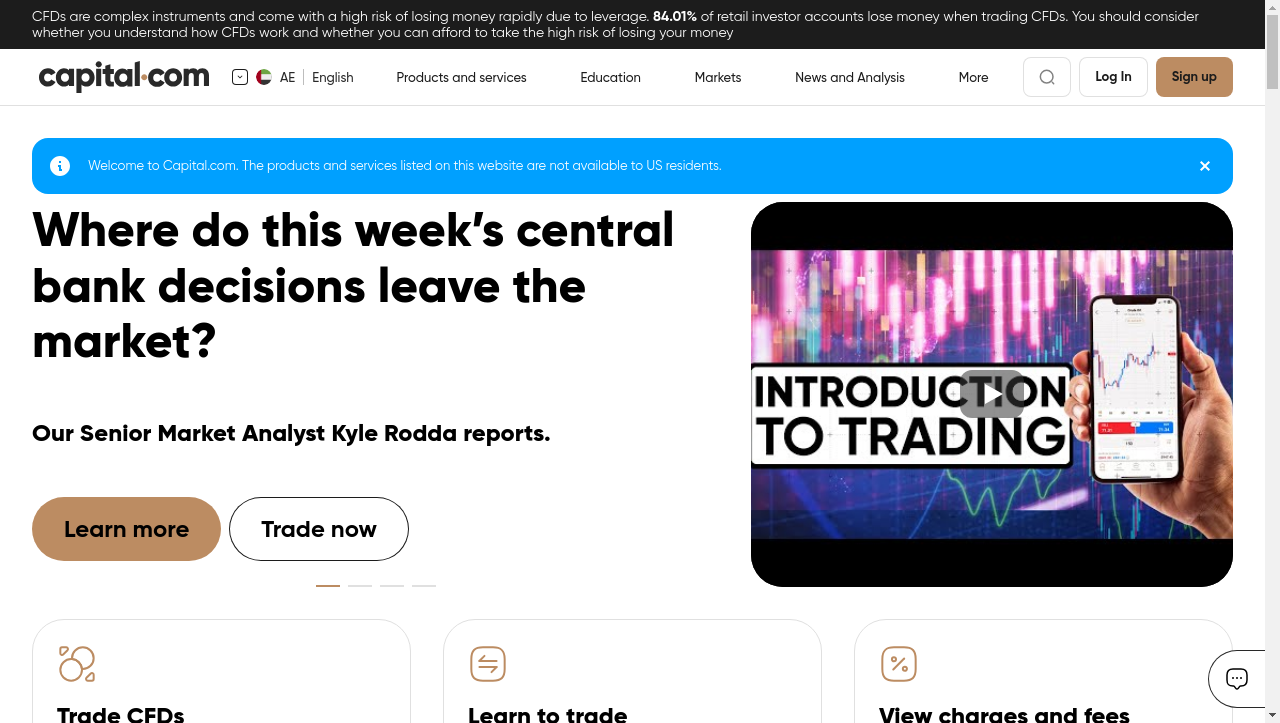 CFDs are complex instruments and come with a high risk of losing money rapidly due to leverage. 84.01% of retail investor accounts lose money when trading CFDs. You should consider
whether you understand how CFDs work and whether you can afford to take the high risk of losing your money
capital.com
AE English
Products and services
Education
Markets
News and Analysis
More
Log In
Sign up
Welcome to Capital.com. The products and services listed on this website are not available to US residents.
Where do this week’s central
bank decisions leave the
market?
Our Senior Market Analyst Kyle Rodda reports.
Learn more
Trade now
INTRODUCTION
TO TRADING
Trade CFDs
Learn to trade
View charges and fees